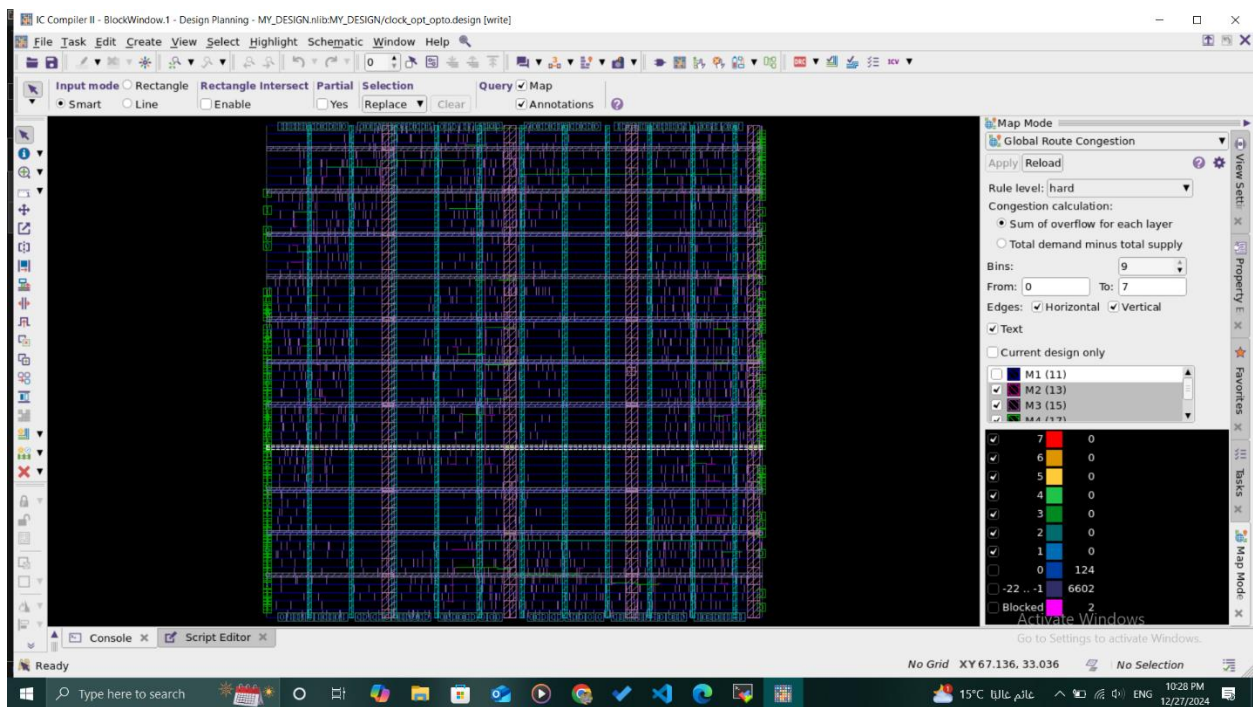 IC Compiler II - BlockWindow.1 - Design Planning - MY_DESIGN.nlib:MY_DESIGN/clock_opt_opto.design [write]
File Task Edit Create View Select Highlight Schematic Window Help
0
Input mode Rectangle Rectangle Intersect Partial Selection Query Map
Smart Line Enable Yes Replace Clear Annotations
Map Mode
Global Route Congestion
Apply Reload
Rule level: hard
Congestion calculation:
Sum of overflow for each layer
Total demand minus total supply
Bins: 9
From: 0 To: 7
Edges: Horizontal Vertical
Text
Current design only
M1 (11)
M2 (13)
M3 (15)
M4 (17)
7 0
6 0
5 0
4 0
3 0
2 0
1 0
0 124
-22 .. -1 6602
Blocked 2
View Setti
Property E
Favorites
Tasks
Map Mode
Activate Windows
Go to Settings to activate Windows.
Console Script Editor
Ready
No Grid XY 67.136, 33.036 No Selection
Type here to search
15°C غائم غالبًا ENG 10:28 PM
12/27/2024